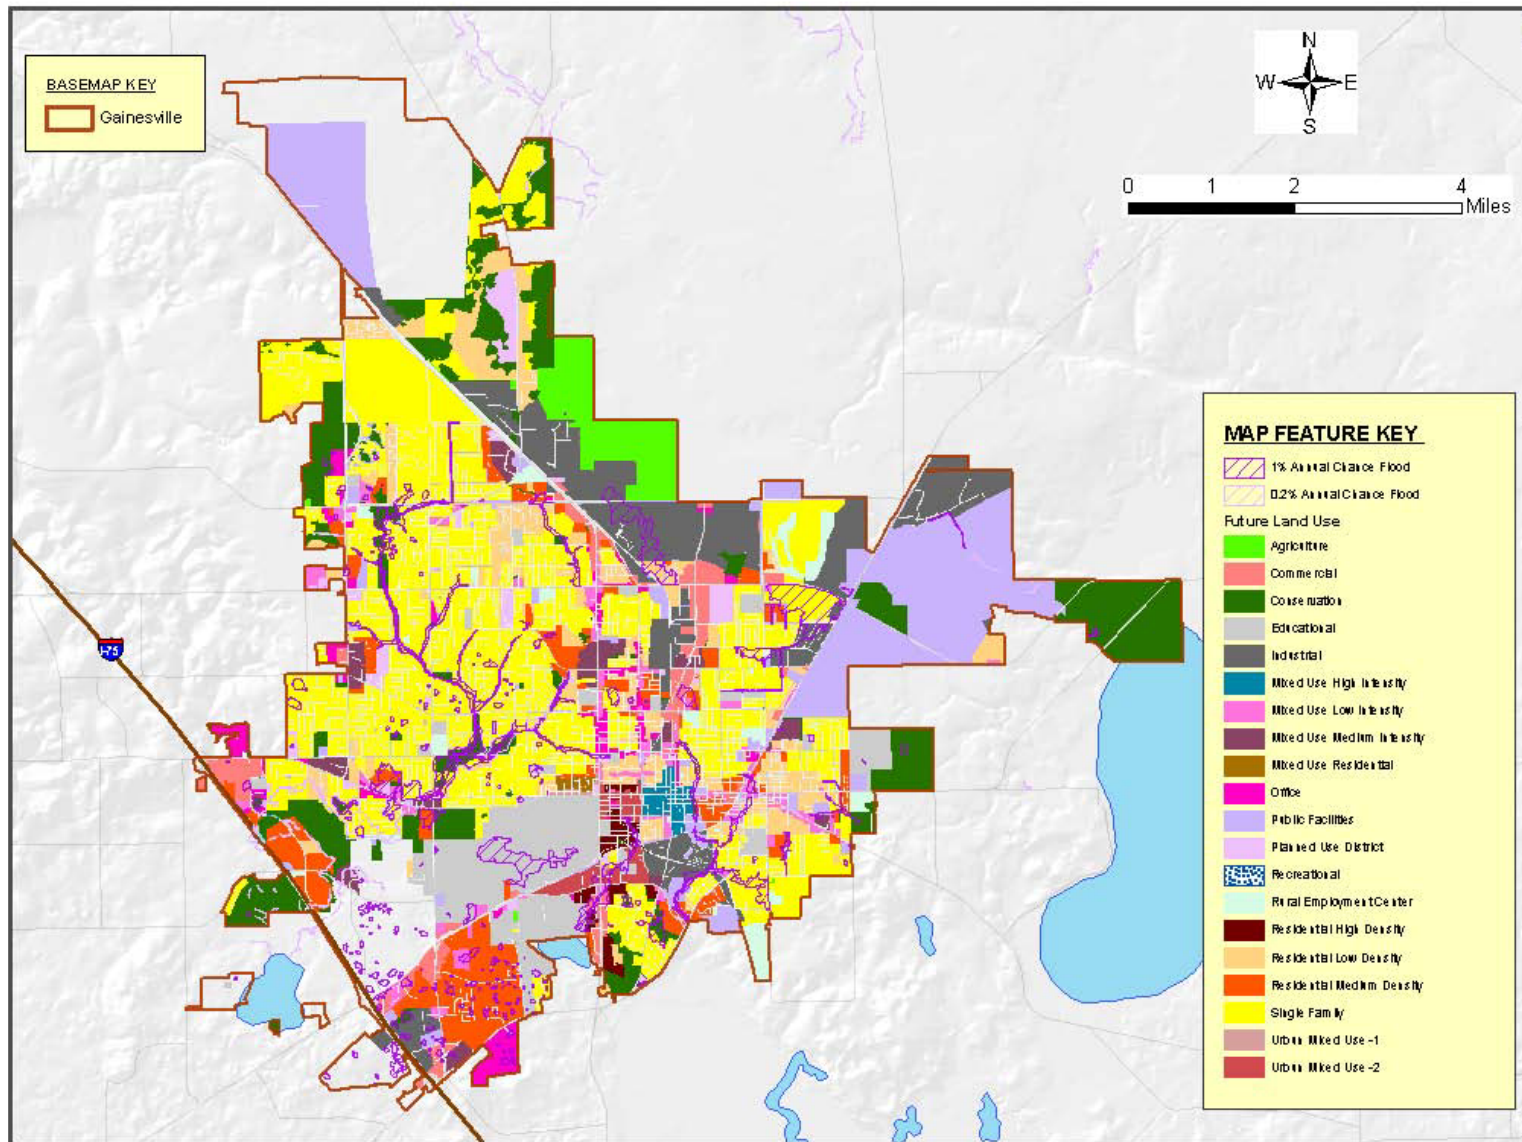 BASEMAP KEY
Gainesville
N
W E
S
0 1 2 4
Miles
I-75
MAP FEATURE KEY
1% Annual Chance Flood
0.2% Annual Chance Flood
Future Land Use
Agriculture
Commercial
Conservation
Educational
Industrial
Mixed Use High Intensity
Mixed Use Low Intensity
Mixed Use Medium Intensity
Mixed Use Residential
Office
Public Facilities
Planned Use District
Recreational
Rural Employment Center
Residential High Density
Residential Low Density
Residential Medium Density
Single Family
Urban Mixed Use -1
Urban Mixed Use -2